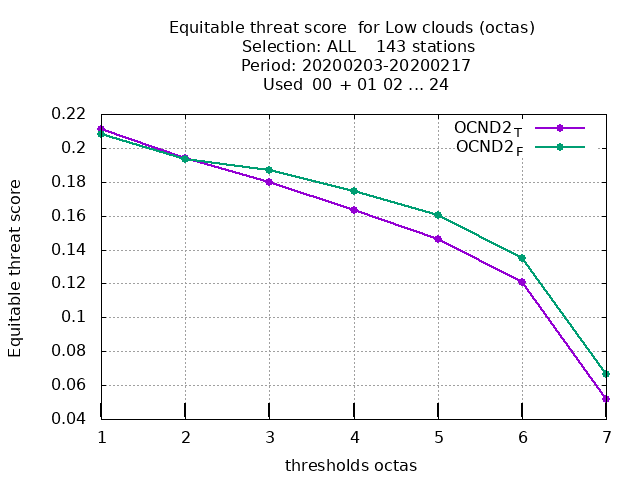 Equitable threat score  for Low clouds (octas)
Selection: ALL    143 stations
Period: 20200203-20200217
Used  00 + 01 02 ... 24
OCND2T
OCND2F
0.22
0.2
0.18
0.16
0.14
0.12
0.1
0.08
0.06
0.04
Equitable threat score
1 2 3 4 5 6 7
thresholds octas